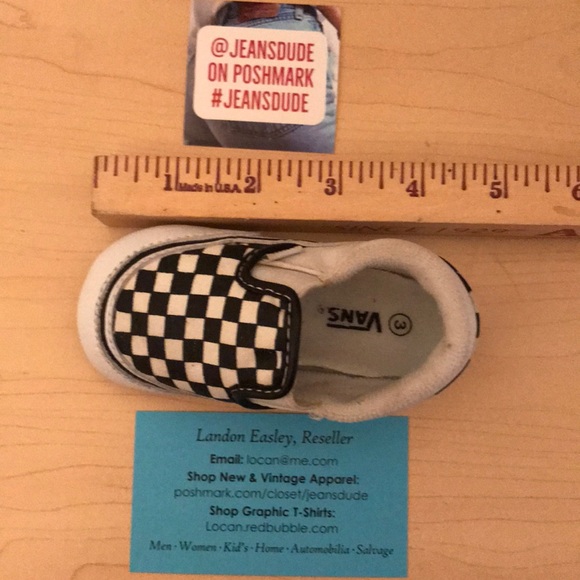 @JEANSDUDE
ON POSHMARK
#JEANSDUDE
1 Made in U.S.A. 2 3 4 5 6
SINCE 1929
VANS 3
Landon Easley, Reseller
Email: locan@me.com
Shop New & Vintage Apparel:
poshmark.com/closet/jeansdude
Shop Graphic T-Shirts:
Locan.redbubble.com
Men · Women · Kid's · Home · Automobilia · Salvage